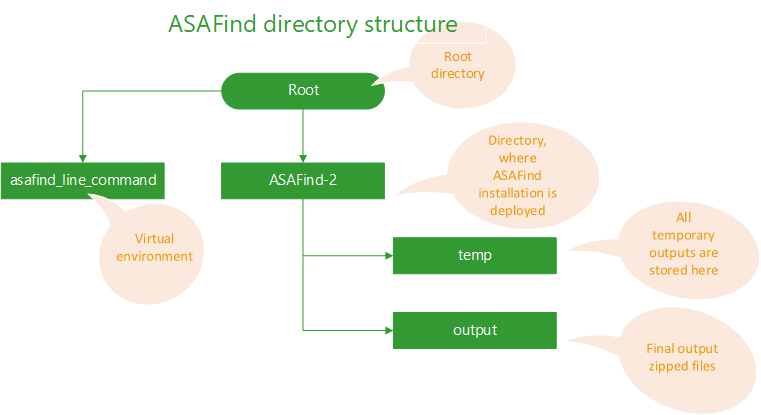 ASAFind directory structure
Root
directory
Root
Directory,
where
ASAFind
installation is
deployed
asafind_line_command
ASAFind-2
Virtual
environment
All
temporary
outputs are
stored here
temp
output
Final output
zipped files